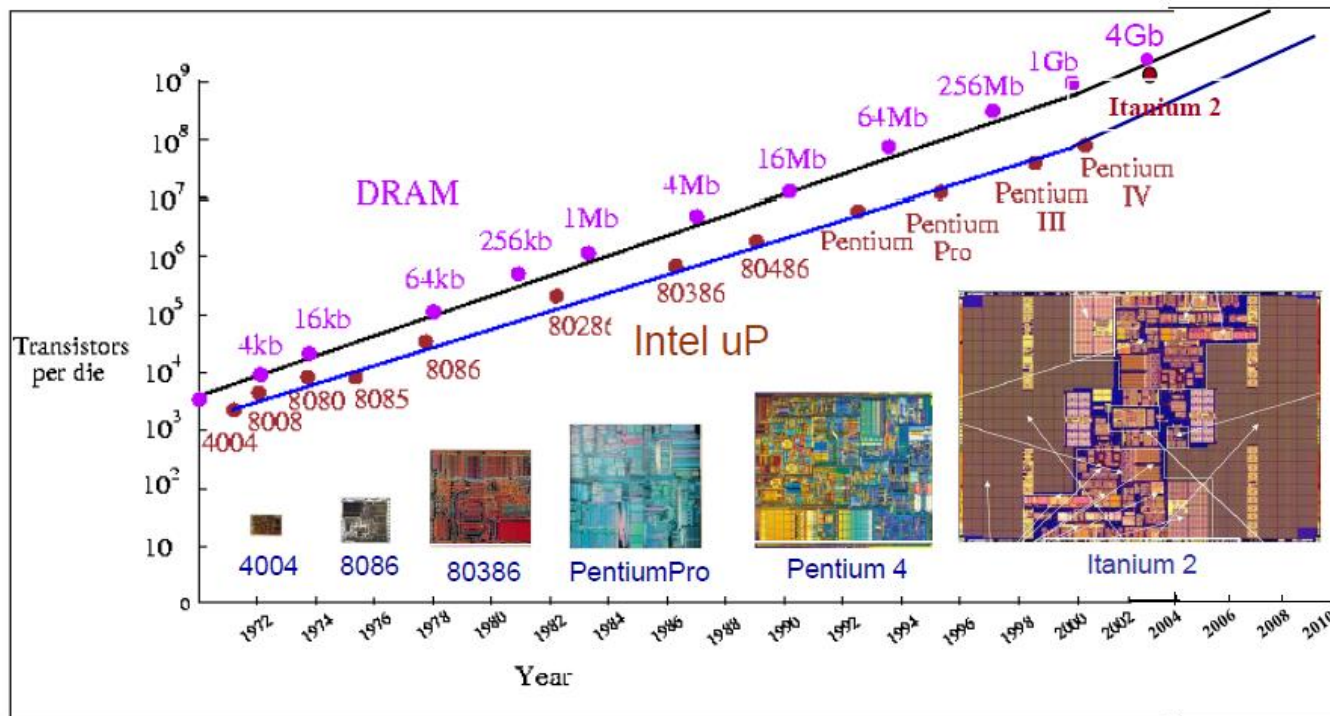 4Gb
1Gb
256Mb
64Mb
16Mb
4Mb
1Mb
256kb
64kb
16kb
4kb
DRAM
Itanium 2
Pentium
IV
Pentium
III
Pentium
Pro
Pentium
80486
80386
80286
8086
8085
8080
8008
4004
Intel uP
Transistors
per die
10⁹
10⁸
10⁷
10⁶
10⁵
10⁴
10³
10²
10
0
4004
8086
80386
PentiumPro
Pentium 4
Itanium 2
1972
1974
1976
1978
1980
1982
1984
1986
1988
1990
1992
1994
1996
1998
2000
2002
2004
2006
2008
2010
Year